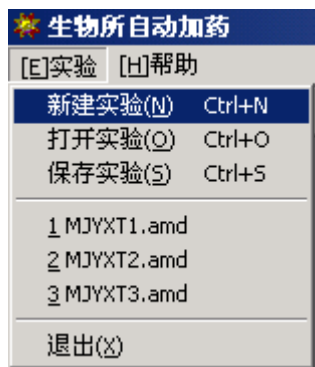 生物所自动加药
[E]实验 [H]帮助
新建实验(N) Ctrl+N
打开实验(O) Ctrl+O
保存实验(S) Ctrl+S
1 MJYXT1.amd
2 MJYXT2.amd
3 MJYXT3.amd
退出(X)